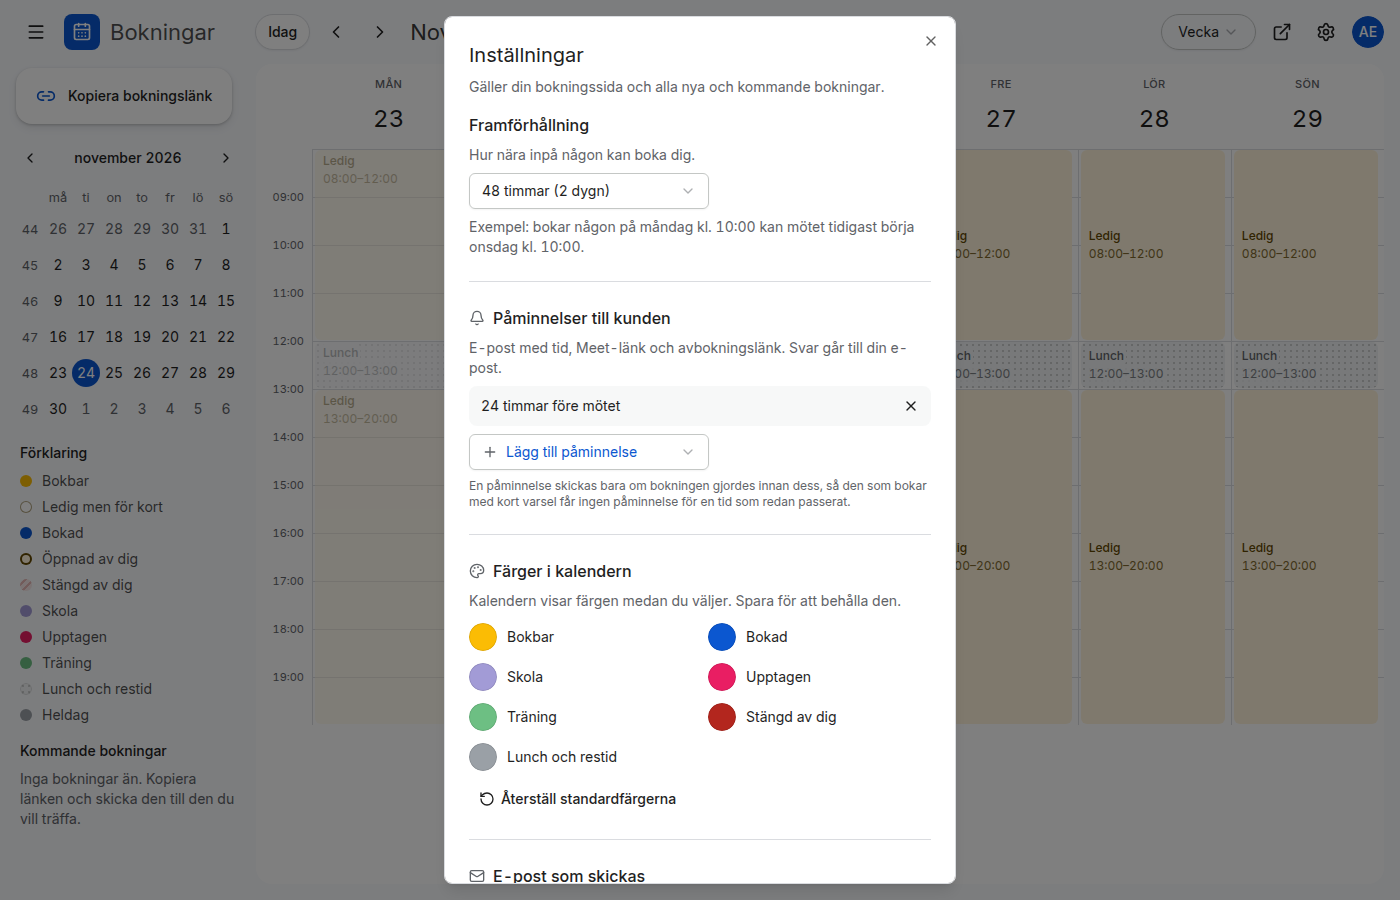 Bokningar
Idag
Nov
Vecka
AE
Kopiera bokningslänk
november 2026
må ti on to fr lö sö
44 26 27 28 29 30 31 1
45 2 3 4 5 6 7 8
46 9 10 11 12 13 14 15
47 16 17 18 19 20 21 22
48 23 24 25 26 27 28 29
49 30 1 2 3 4 5 6
Förklaring
Bokbar
Ledig men för kort
Bokad
Öppnad av dig
Stängd av dig
Skola
Upptagen
Träning
Lunch och restid
Heldag
Kommande bokningar
Inga bokningar än. Kopiera
länken och skicka den till den du
vill träffa.
MÅN
23
FRE
27
LÖR
28
SÖN
29
09:00
10:00
11:00
12:00
13:00
14:00
15:00
16:00
17:00
18:00
19:00
Ledig
08:00–12:00
Lunch
12:00–13:00
Ledig
13:00–20:00
Inställningar
Gäller din bokningssida och alla nya och kommande bokningar.
Framförhållning
Hur nära inpå någon kan boka dig.
48 timmar (2 dygn)
Exempel: bokar någon på måndag kl. 10:00 kan mötet tidigast börja
onsdag kl. 10:00.
Påminnelser till kunden
E-post med tid, Meet-länk och avbokningslänk. Svar går till din e-
post.
24 timmar före mötet
Lägg till påminnelse
En påminnelse skickas bara om bokningen gjordes innan dess, så den som bokar
med kort varsel får ingen påminnelse för en tid som redan passerat.
Färger i kalendern
Kalendern visar färgen medan du väljer. Spara för att behålla den.
Bokbar
Bokad
Skola
Upptagen
Träning
Stängd av dig
Lunch och restid
Återställ standardfärgerna
E-post som skickas
ig
0–12:00
ch
0–13:00
ig
0–20:00
Ledig
08:00–12:00
Lunch
12:00–13:00
Ledig
13:00–20:00
Ledig
08:00–12:00
Lunch
12:00–13:00
Ledig
13:00–20:00